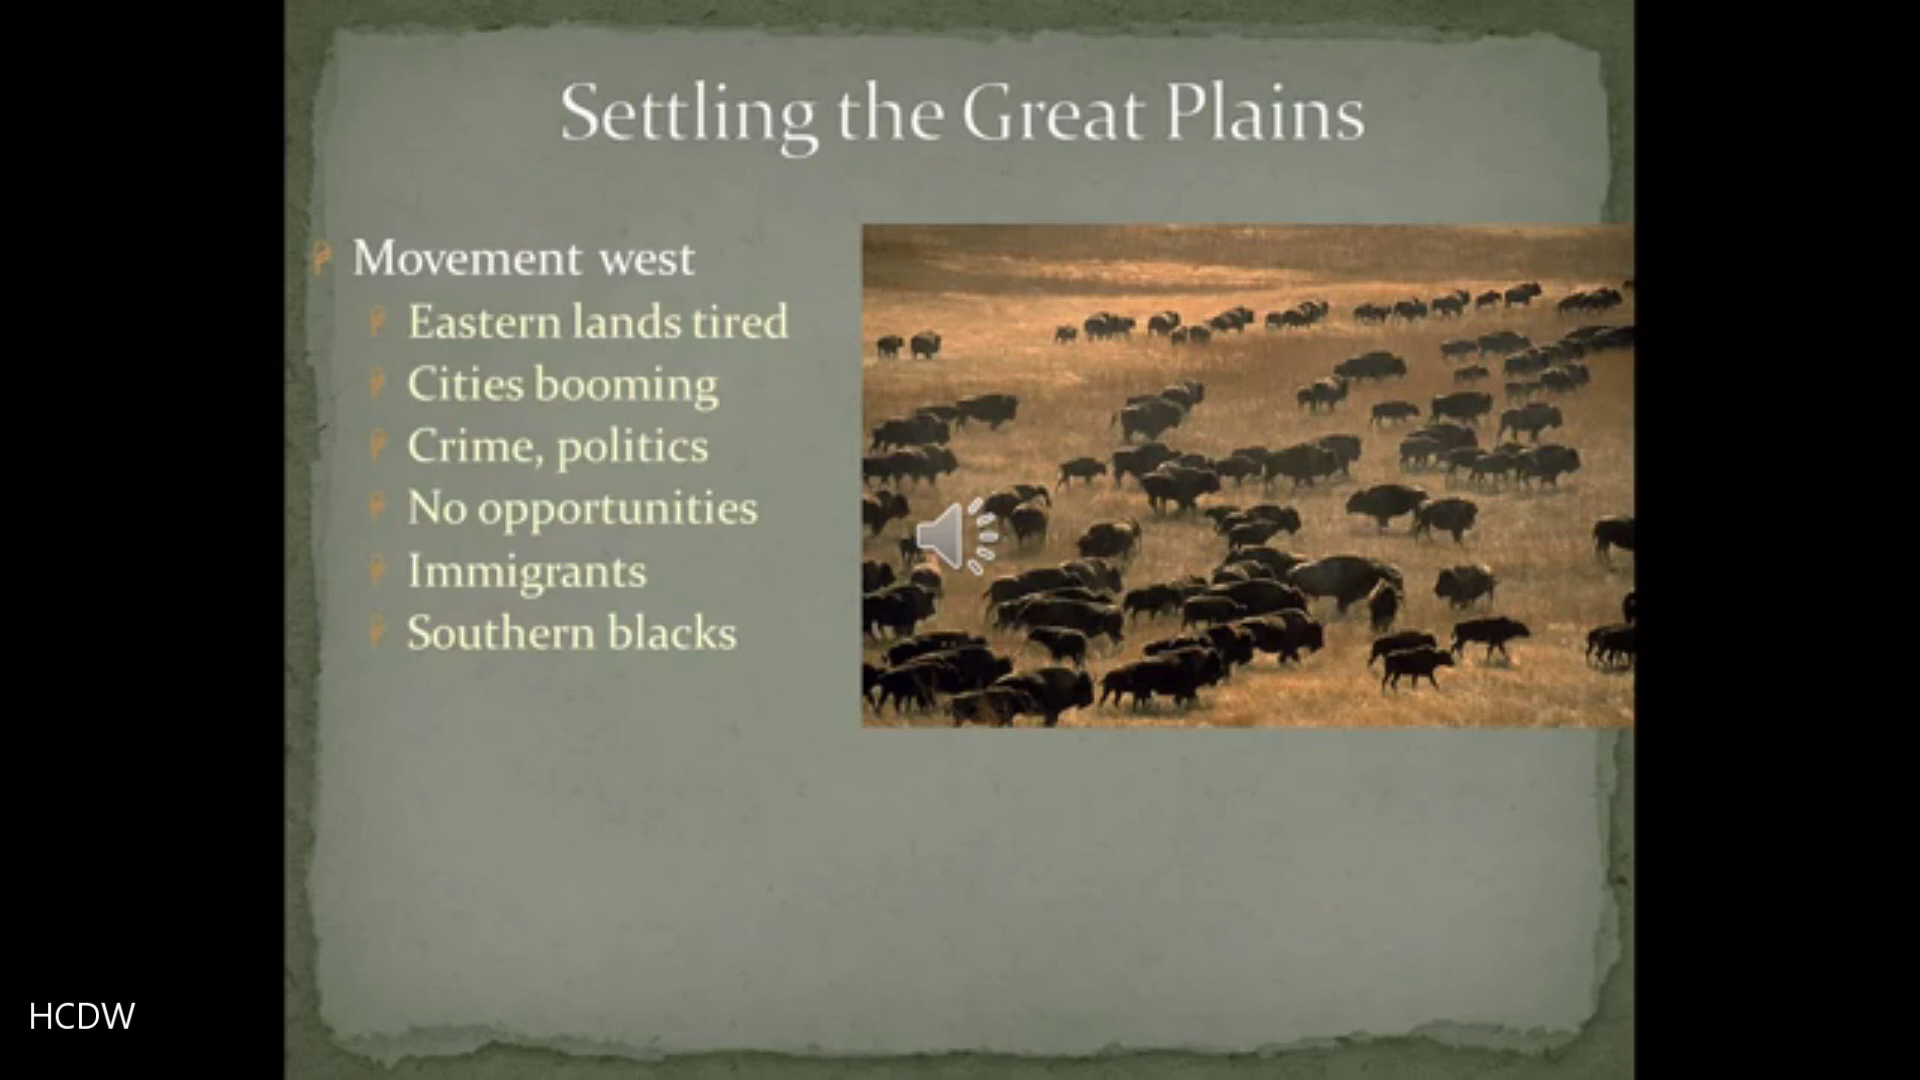 Settling the Great Plains
Movement west
Eastern lands tired
Cities booming
Crime, politics
No opportunities
Immigrants
Southern blacks
HCDW